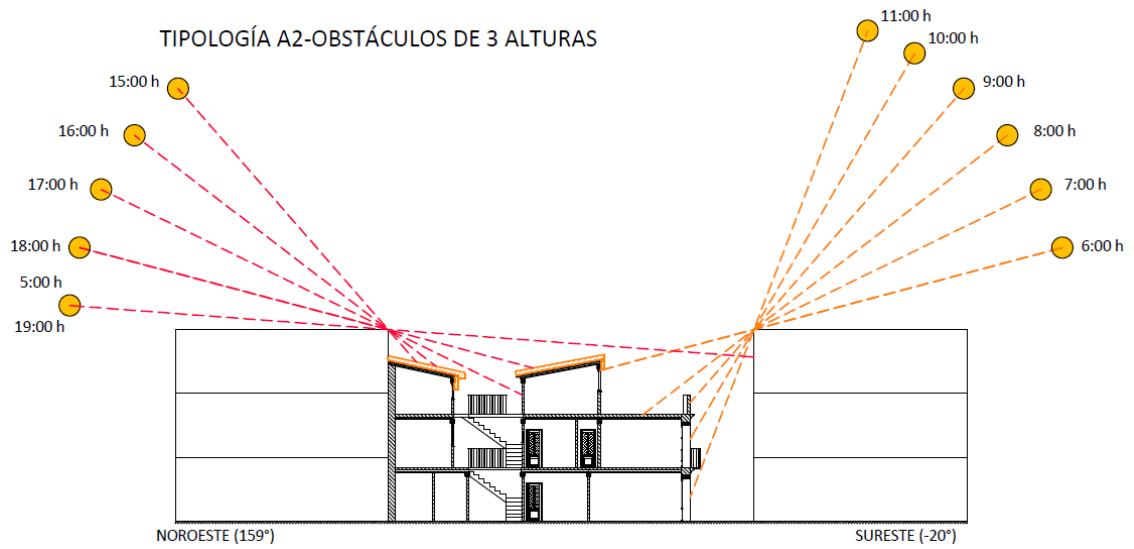 TIPOLOGÍA A2-OBSTÁCULOS DE 3 ALTURAS
11:00 h
10:00 h
15:00 h
9:00 h
16:00 h
8:00 h
17:00 h
7:00 h
18:00 h
6:00 h
5:00 h
19:00 h
NOROESTE (159°)
SURESTE (-20°)